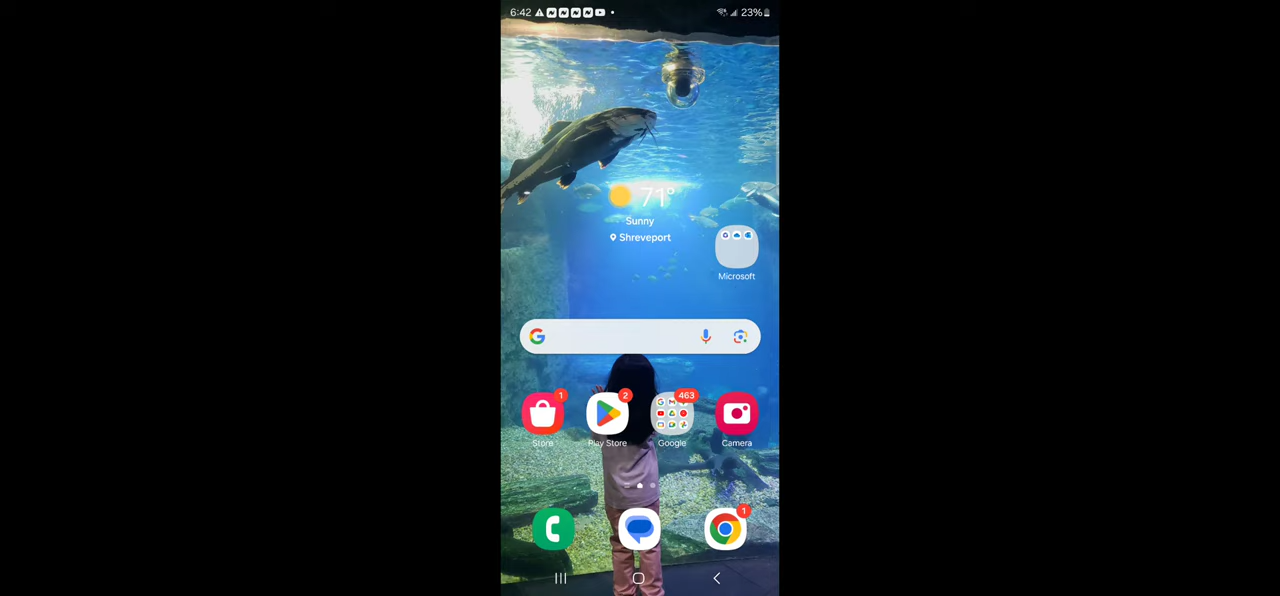 6:42
23%
71°
Sunny
Shreveport
Microsoft
1
2
463
Store
Play Store
Google
Camera
1